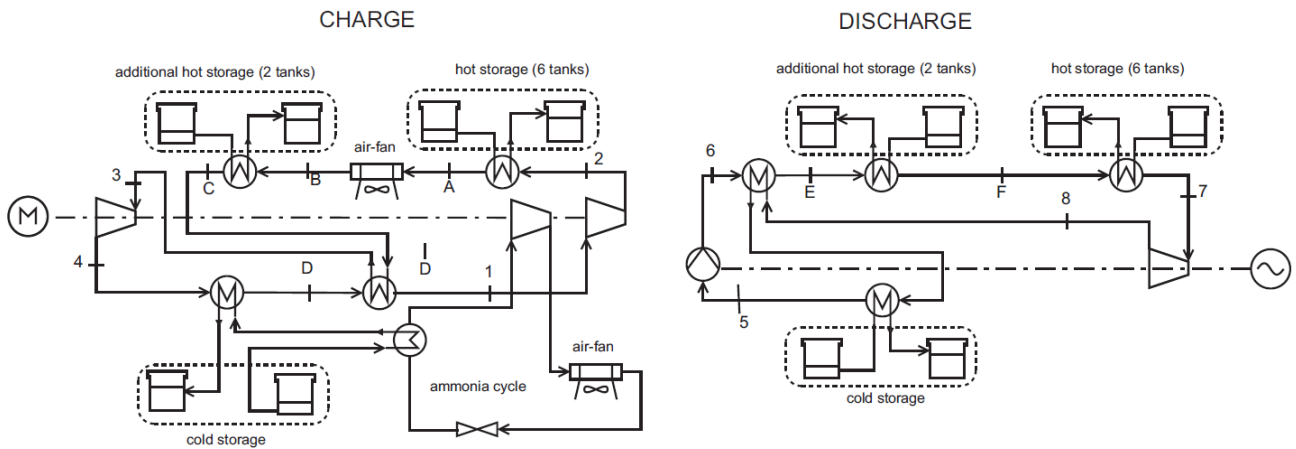 CHARGE
DISCHARGE
additional hot storage (2 tanks)
hot storage (6 tanks)
additional hot storage (2 tanks)
hot storage (6 tanks)
air-fan
3
C
B
A
2
6
E
F
7
M
8
4
D
D
1
5
air-fan
ammonia cycle
cold storage
cold storage